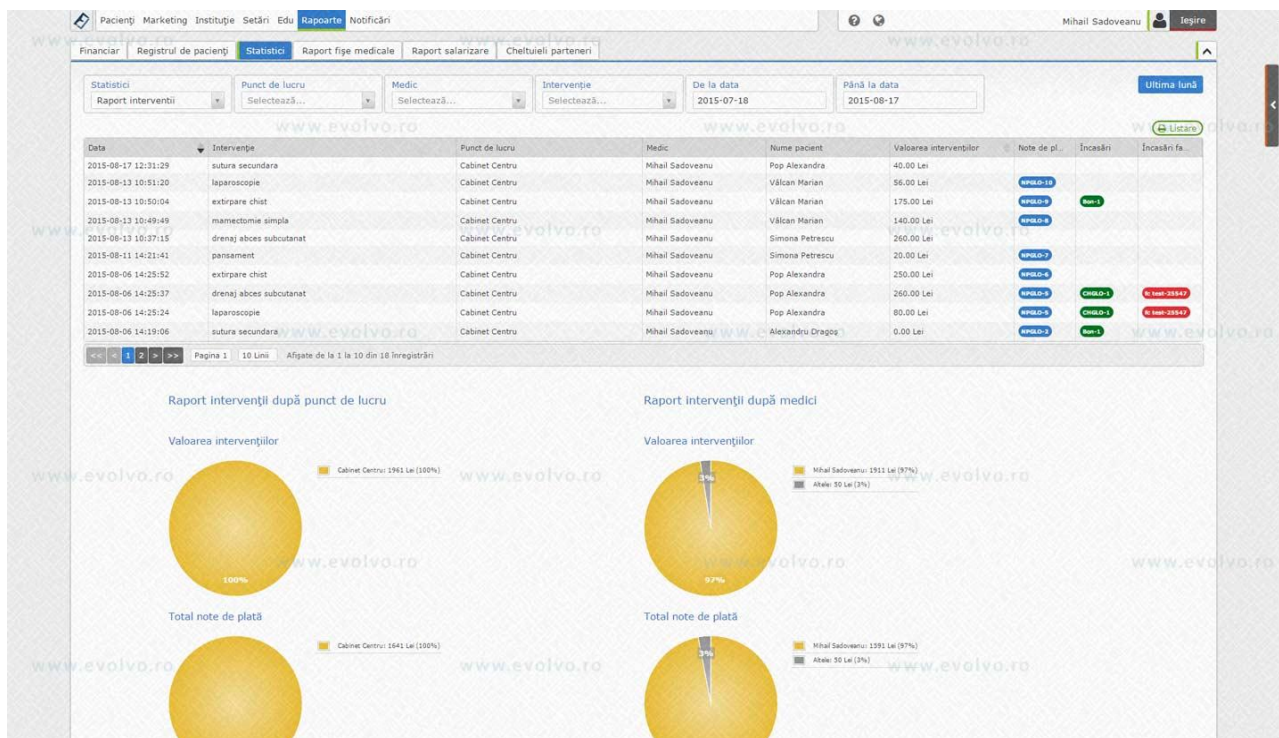 Pacienți Marketing Instituție Setări Edu Rapoarte Notificări Mihail Sadoveanu Ieșire
Financiar Registrul de pacienți Statistici Raport fișe medicale Raport salarizare Cheltuieli parteneri
Statistici Punct de lucru Medic Intervenție De la data Până la data Ultima lună
Raport interventii Selectează... Selectează... Selectează... 2015-07-18 2015-08-17
Listare
Data Intervenție Punct de lucru Medic Nume pacient Valoarea intervențiilor Note de pl... Încasări Încasări fa...
2015-08-17 12:31:29 sutura secundara Cabinet Centru Mihail Sadoveanu Pop Alexandra 40.00 Lei
2015-08-13 10:51:20 laparoscopie Cabinet Centru Mihail Sadoveanu Vâlcan Marian 56.00 Lei NPGLO-10
2015-08-13 10:50:04 extirpare chist Cabinet Centru Mihail Sadoveanu Vâlcan Marian 175.00 Lei NPGLO-9 Bon-1
2015-08-13 10:49:49 mamectomie simpla Cabinet Centru Mihail Sadoveanu Vâlcan Marian 140.00 Lei NPGLO-8
2015-08-13 10:37:15 drenaj abces subcutanat Cabinet Centru Mihail Sadoveanu Simona Petrescu 260.00 Lei
2015-08-11 14:21:41 pansament Cabinet Centru Mihail Sadoveanu Simona Petrescu 20.00 Lei NPGLO-7
2015-08-06 14:25:52 extirpare chist Cabinet Centru Mihail Sadoveanu Pop Alexandra 250.00 Lei NPGLO-6
2015-08-06 14:25:37 drenaj abces subcutanat Cabinet Centru Mihail Sadoveanu Pop Alexandra 260.00 Lei NPGLO-5 CHGLO-1 test-25547
2015-08-06 14:25:24 laparoscopie Cabinet Centru Mihail Sadoveanu Pop Alexandra 80.00 Lei NPGLO-5 CHGLO-1 test-25547
2015-08-06 14:19:06 sutura secundara Cabinet Centru Mihail Sadoveanu Alexandru Dragoș 0.00 Lei NPGLO-2 Bon-1
<< < 1 2 > >> Pagina 1 10 Linii Afișate de la 1 la 10 din 18 înregistrări
Raport intervenții după punct de lucru Raport intervenții după medici
Valoarea intervențiilor Valoarea intervențiilor
Cabinet Centru: 1961 Lei (100%) Mihail Sadoveanu: 1911 Lei (97%)
3% Altele: 50 Lei (3%)
100% 97%
Total note de plată Total note de plată
Cabinet Centru: 1641 Lei (100%) Mihail Sadoveanu: 1591 Lei (97%)
3% Altele: 50 Lei (3%)
www.evolvo.ro